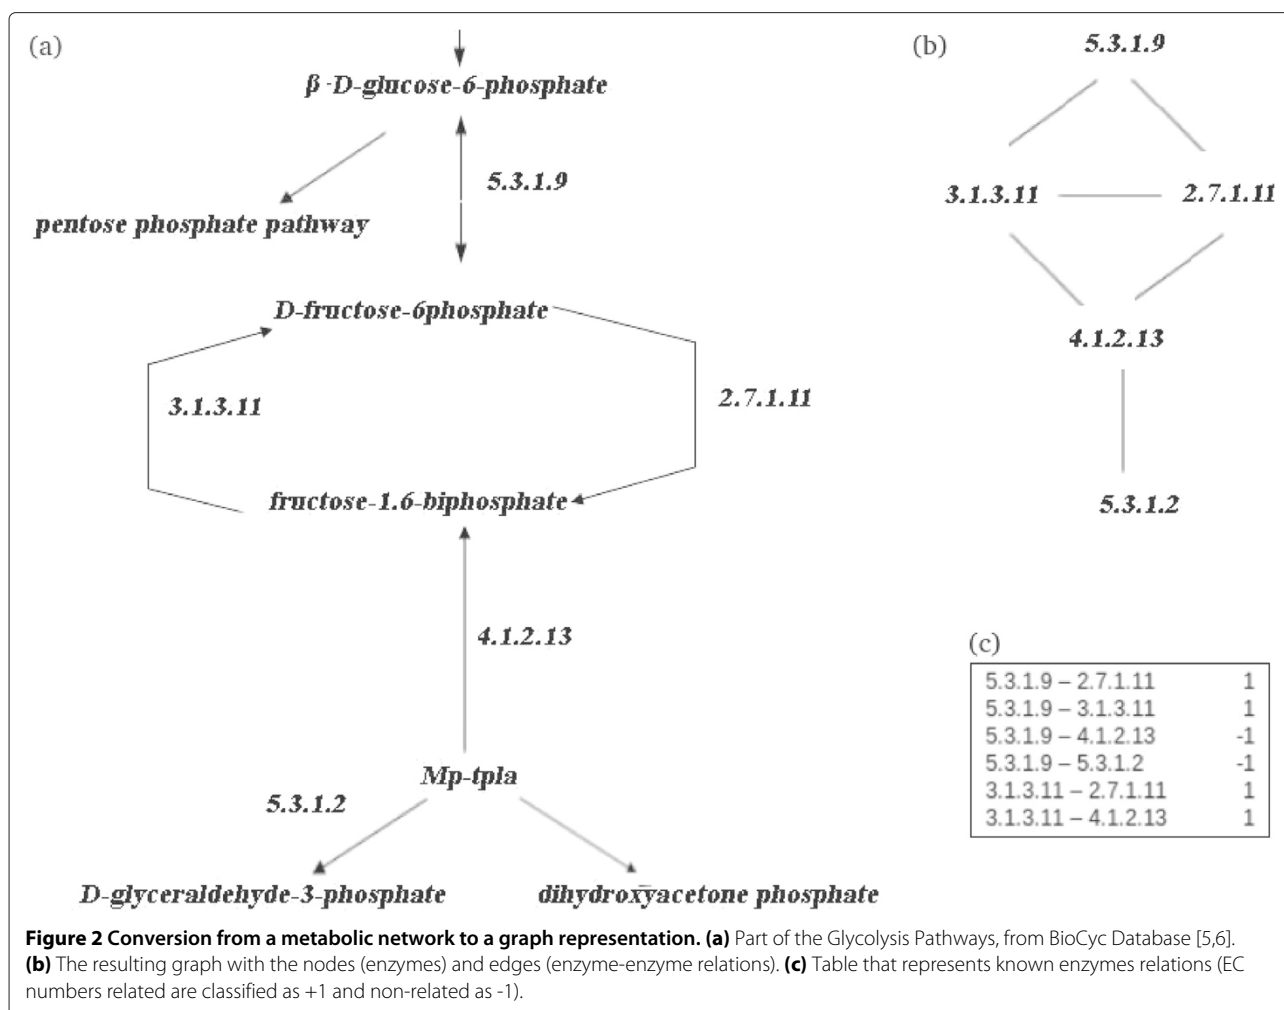 (a)
β-D-glucose-6-phosphate
5.3.1.9
pentose phosphate pathway
D-fructose-6phosphate
3.1.3.11
2.7.1.11
fructose-1.6-biphosphate
4.1.2.13
Mp-tpla
5.3.1.2
D-glyceraldehyde-3-phosphate
dihydroxyacetone phosphate
(b)
5.3.1.9
3.1.3.11
2.7.1.11
4.1.2.13
5.3.1.2
(c)
5.3.1.9 – 2.7.1.11 1
5.3.1.9 – 3.1.3.11 1
5.3.1.9 – 4.1.2.13 -1
5.3.1.9 – 5.3.1.2 -1
3.1.3.11 – 2.7.1.11 1
3.1.3.11 – 4.1.2.13 1
Figure 2 Conversion from a metabolic network to a graph representation. (a) Part of the Glycolysis Pathways, from BioCyc Database [5,6].
(b) The resulting graph with the nodes (enzymes) and edges (enzyme-enzyme relations). (c) Table that represents known enzymes relations (EC
numbers related are classified as +1 and non-related as -1).